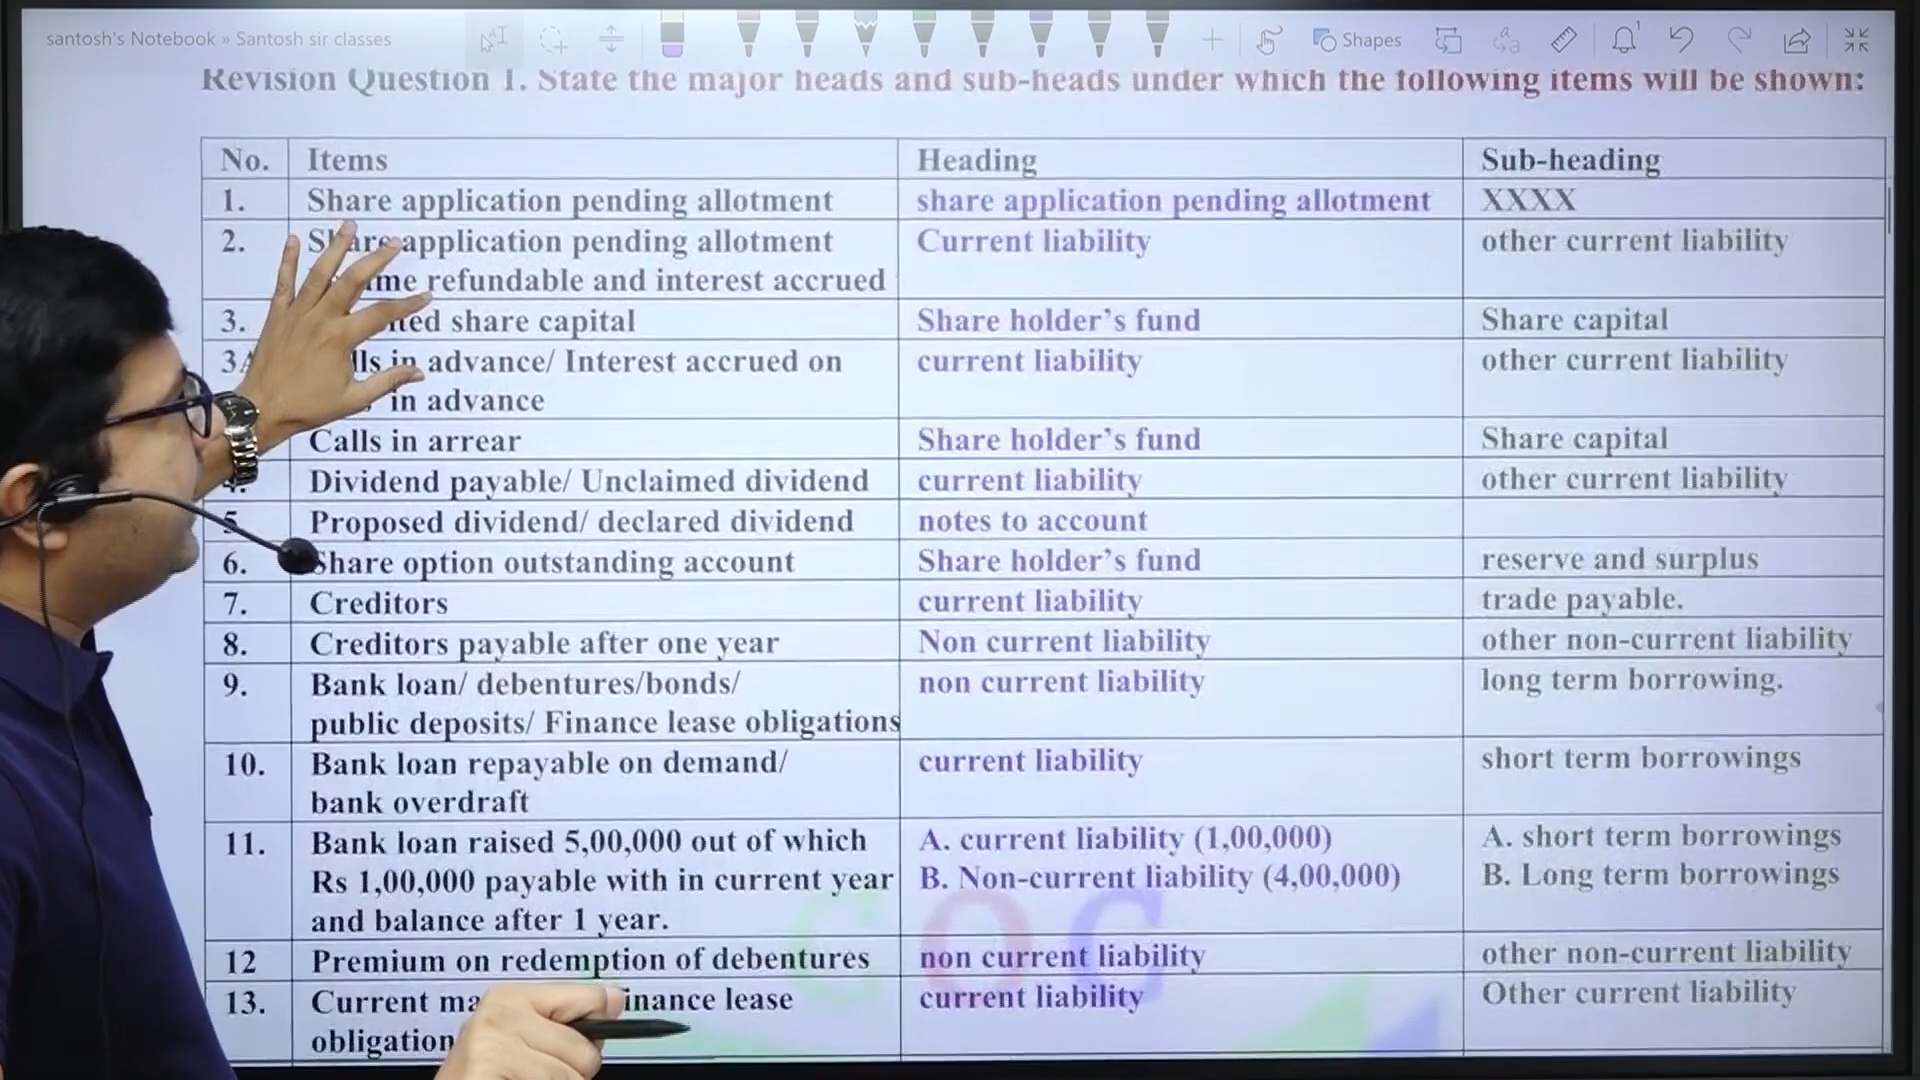 santosh's Notebook » Santosh sir classes
Shapes
Revision Question 1. State the major heads and sub-heads under which the following items will be shown:
No. Items Heading Sub-heading
1. Share application pending allotment share application pending allotment XXXX
2. Share application pending allotment Current liability other current liability
refundable and interest accrued
3. share capital Share holder's fund Share capital
in advance/ Interest accrued on current liability other current liability
in advance
Calls in arrear Share holder's fund Share capital
4. Dividend payable/ Unclaimed dividend current liability other current liability
5. Proposed dividend/ declared dividend notes to account
6. Share option outstanding account Share holder's fund reserve and surplus
7. Creditors current liability trade payable.
8. Creditors payable after one year Non current liability other non-current liability
9. Bank loan/ debentures/bonds/ non current liability long term borrowing.
public deposits/ Finance lease obligations
10. Bank loan repayable on demand/ current liability short term borrowings
bank overdraft
11. Bank loan raised 5,00,000 out of which A. current liability (1,00,000) A. short term borrowings
Rs 1,00,000 payable with in current year B. Non-current liability (4,00,000) B. Long term borrowings
and balance after 1 year.
12 Premium on redemption of debentures non current liability other non-current liability
13. Current lease current liability Other current liability
C O C